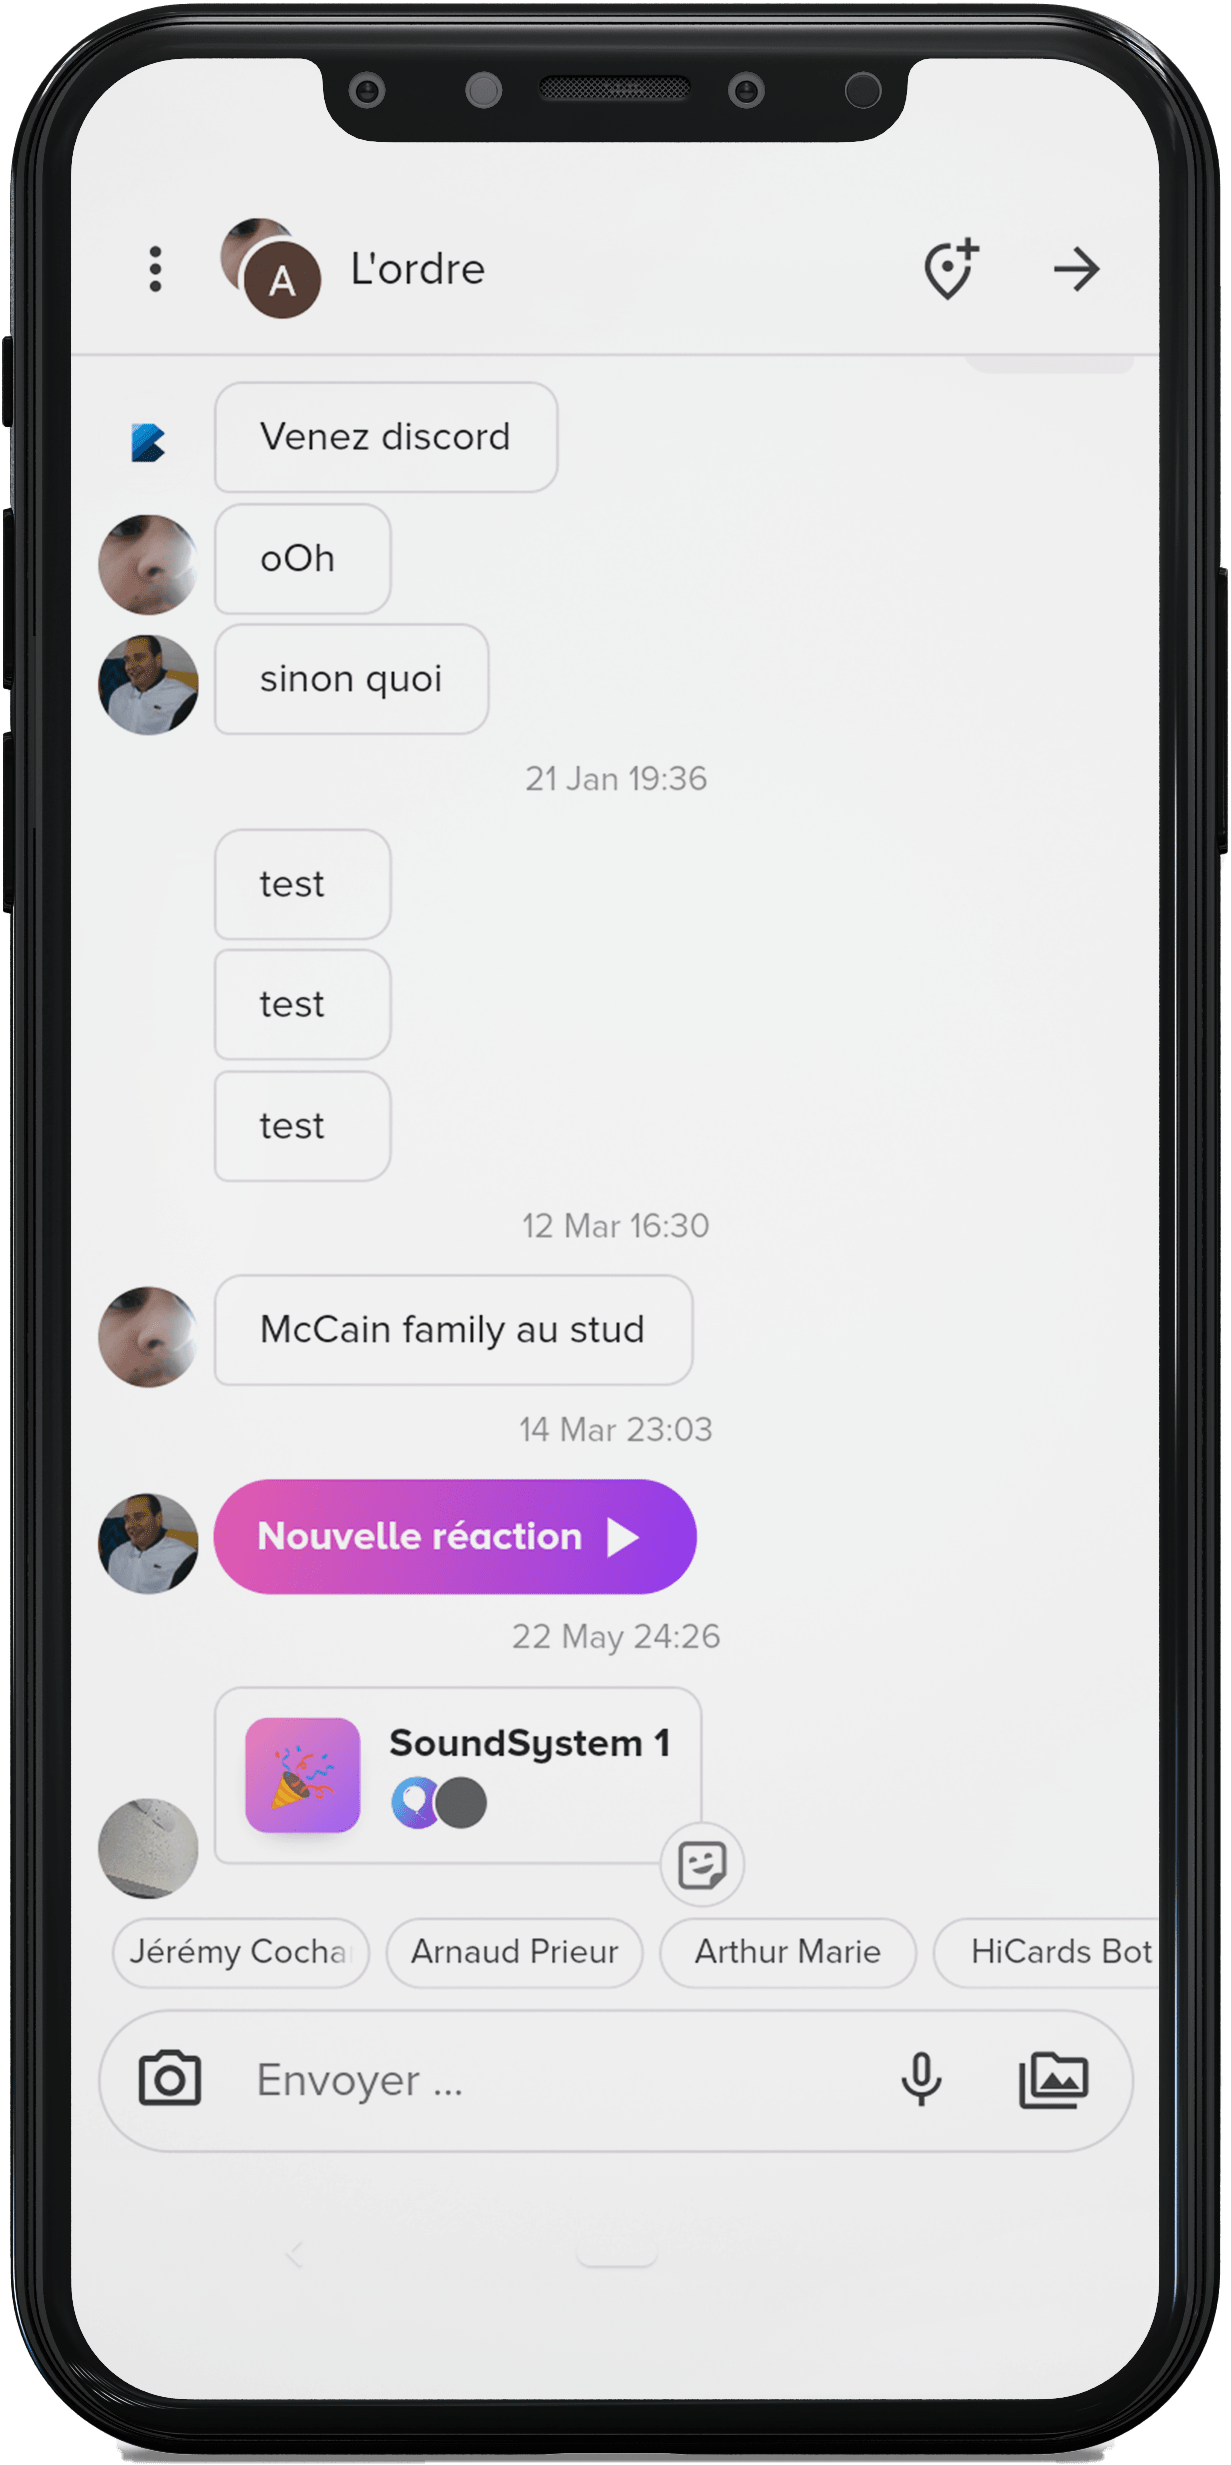 A
L'ordre
Venez discord
oOh
sinon quoi
21 Jan 19:36
test
test
test
12 Mar 16:30
McCain family au stud
14 Mar 23:03
Nouvelle réaction
22 May 24:26
SoundSystem 1
Jérémy Cocha
Arnaud Prieur
Arthur Marie
HiCards Bot
Envoyer ...